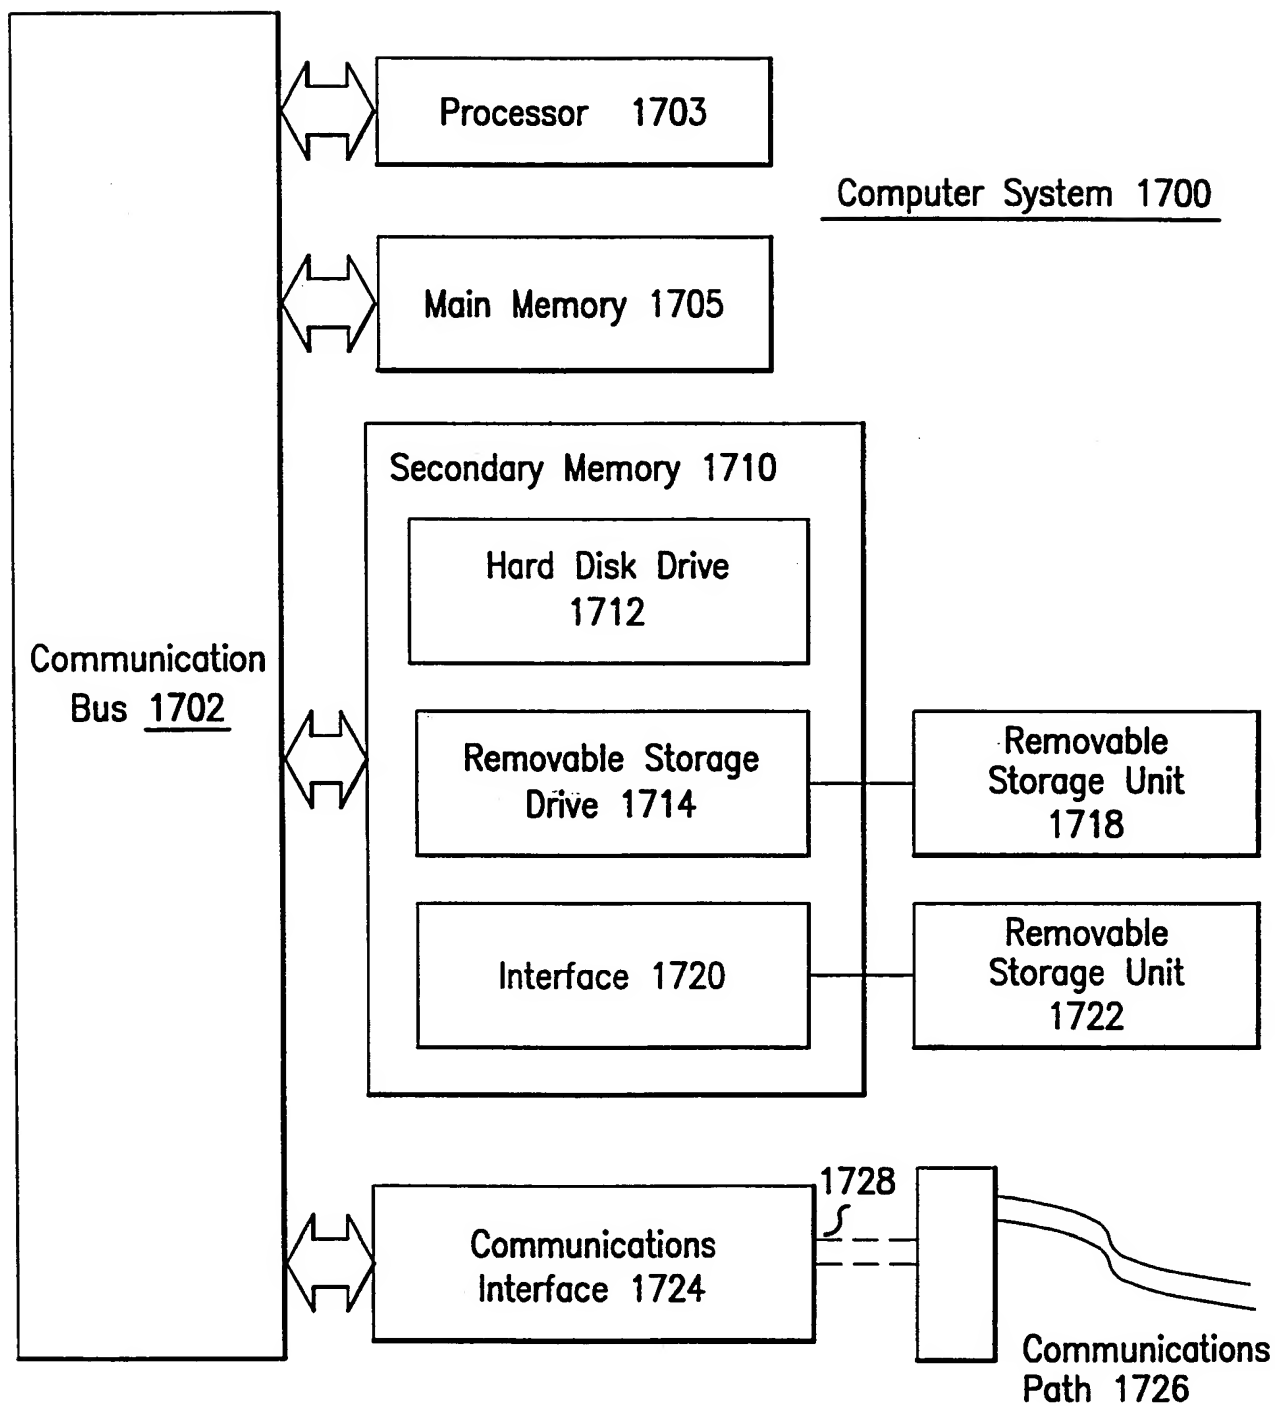 Processor 1703
Computer System 1700
Main Memory 1705
Secondary Memory 1710
Hard Disk Drive
1712
Communication
Bus 1702
Removable Storage
Drive 1714
Removable
Storage Unit
1718
Interface 1720
Removable
Storage Unit
1722
1728
Communications
Interface 1724
Communications
Path 1726